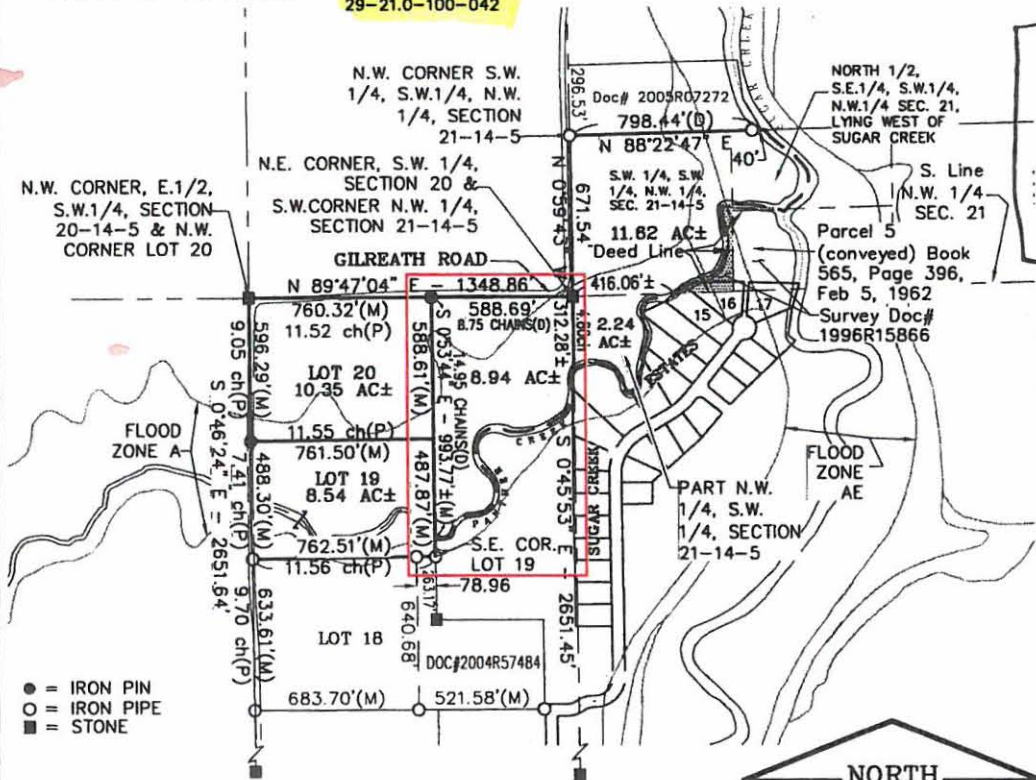 29-21.0-100-042
N.W. CORNER S.W.
1/4, S.W.1/4, N.W.
1/4, SECTION
21-14-5
296.53'
Doc# 2005R07272
798.44'(D)
N 88°22'47" E
40'
NORTH 1/2,
S.E.1/4, S.W.1/4,
N.W.1/4 SEC. 21,
LYING WEST OF
SUGAR CREEK
N.E. CORNER, S.W. 1/4,
SECTION 20 &
S.W.CORNER N.W. 1/4,
SECTION 21-14-5
N 0°59'43"
671.54'
S.W. 1/4, S.W.
1/4, N.W. 1/4,
SEC. 21-14-5
11.62 AC±
Deed Line
S. Line
N.W. 1/4
SEC. 21
N.W. CORNER, E.1/2,
S.W.1/4, SECTION
20-14-5 & N.W.
CORNER LOT 20
Parcel 5
(conveyed) Book
565, Page 396,
Feb 5, 1962
Survey Doc#
1996R15866
GILREATH ROAD
N 89°47'04" E - 1348.86'
416.06'±
760.32'(M)
588.69'
11.52 ch(P)
8.75 CHAINS(D)
312.28'±
2.24
AC±
15
16
17
9.05 ch(P)
596.29'(M)
LOT 20
10.35 AC±
588.61'(M)
S 0°53'44" E - 993.77'±(M)
14.95 CHAINS(D)
8.94 AC±
SUGAR CREEK
ESTATES
11.55 ch(P)
761.50'(M)
FLOOD
ZONE A
S 0°46'24" E - 2651.64'
7.41 ch(P)
488.30'(M)
LOT 19
8.54 AC±
487.87'(M)
CREEK
S 0°45'53" E - 2651.45'
FLOOD
ZONE
AE
PART N.W.
1/4, S.W.
1/4, SECTION
21-14-5
762.51'(M)
11.56 ch(P)
S.E. COR.
LOT 19
78.96
263.17'
9.70 ch(P)
633.61'(M)
LOT 18
640.68'
DOC#2004R57484
683.70'(M)
521.58'(M)
= IRON PIN
= IRON PIPE
= STONE
NORTH